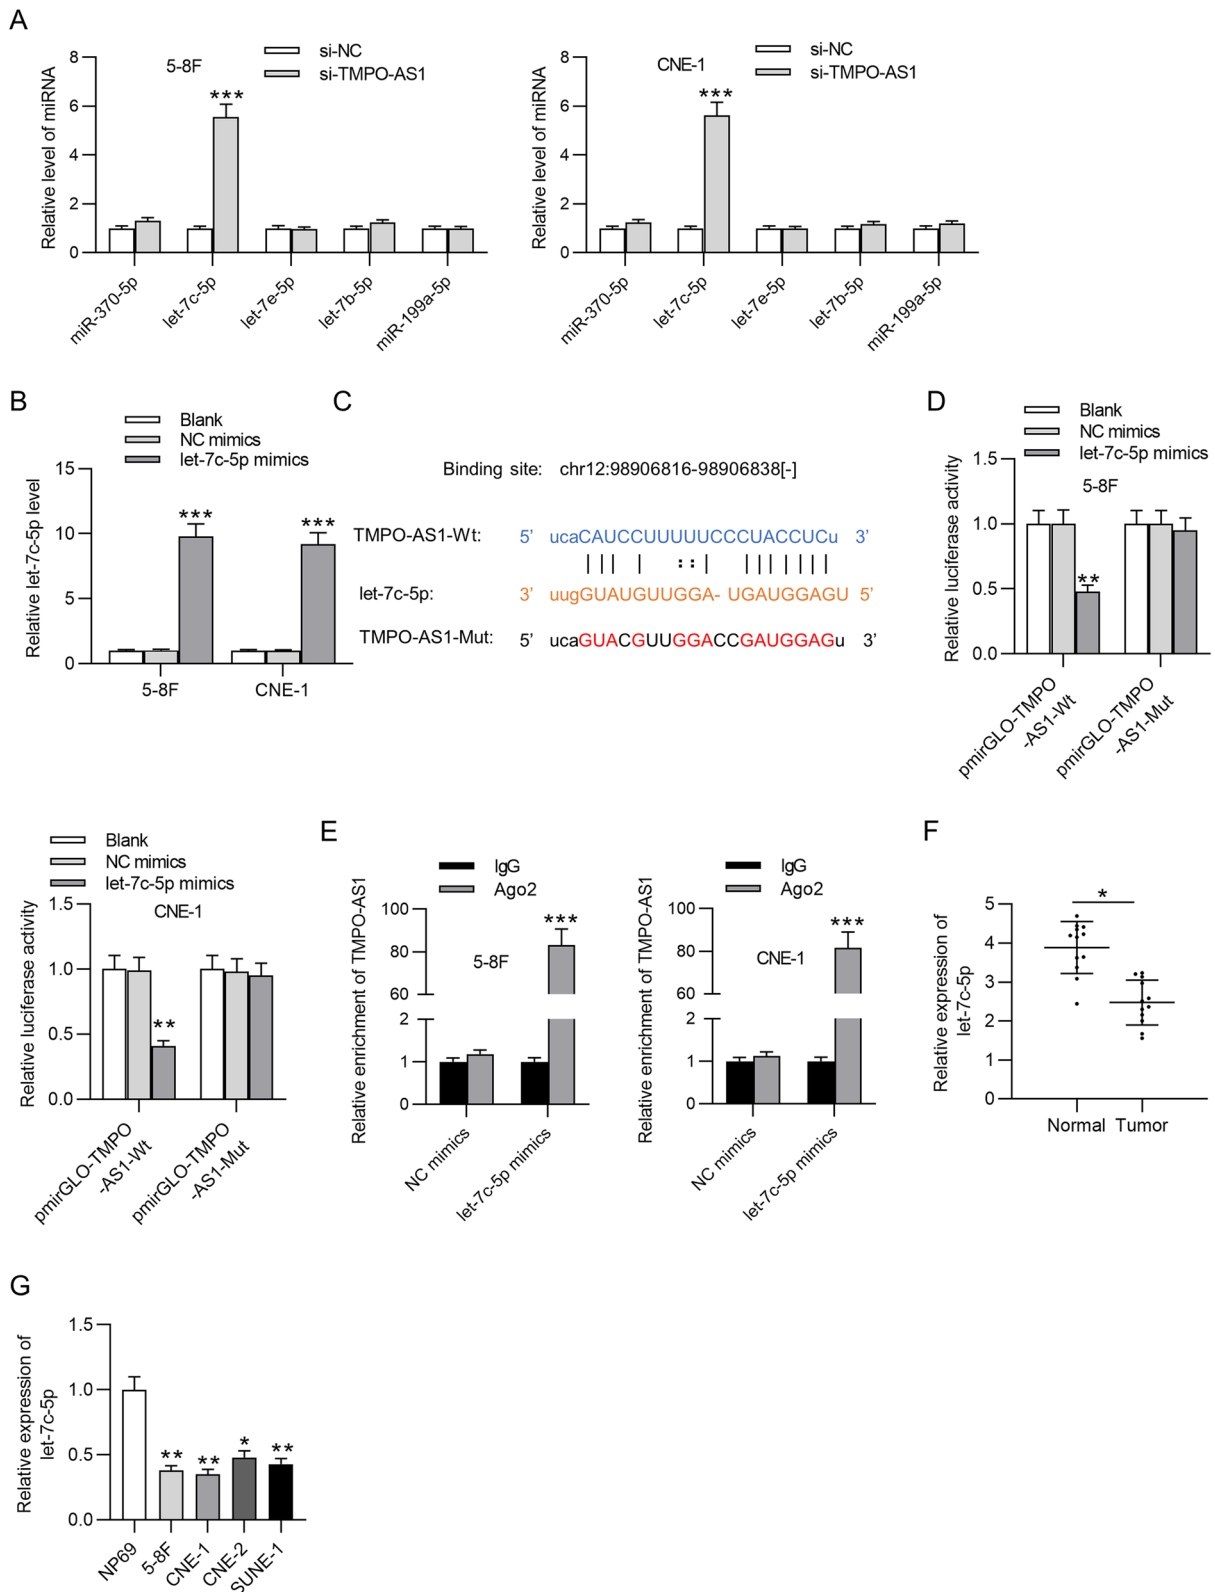 A
8
6
4
2
0
Relative level of miRNA
5-8F
si-NC
si-TMPO-AS1
***
miR-370-5p
let-7c-5p
let-7e-5p
let-7b-5p
miR-199a-5p
8
6
4
2
0
Relative level of miRNA
CNE-1
si-NC
si-TMPO-AS1
***
miR-370-5p
let-7c-5p
let-7e-5p
let-7b-5p
miR-199a-5p
B
Blank
NC mimics
let-7c-5p mimics
15
10
5
0
Relative let-7c-5p level
***
***
5-8F
CNE-1
C
Binding site: chr12:98906816-98906838[-]
TMPO-AS1-Wt: 5’ ucaCAUCCUUUUUCCCUACCUCu 3’
let-7c-5p: 3’ uugGUAUGUUGGA- UGAUGGAGU 5’
TMPO-AS1-Mut: 5’ ucaGUACGUUGGACCGAUGGAGu 3’
D
Blank
NC mimics
let-7c-5p mimics
5-8F
1.5
1.0
0.5
0.0
Relative luciferase activity
**
pmirGLO-TMPO
-AS1-Wt
pmirGLO-TMPO
-AS1-Mut
Blank
NC mimics
let-7c-5p mimics
CNE-1
1.5
1.0
0.5
0.0
Relative luciferase activity
**
pmirGLO-TMPO
-AS1-Wt
pmirGLO-TMPO
-AS1-Mut
E
IgG
Ago2
100
80
60
2
1
0
Relative enrichment of TMPO-AS1
5-8F
***
NC mimics
let-7c-5p mimics
IgG
Ago2
100
80
60
2
1
0
Relative enrichment of TMPO-AS1
CNE-1
***
NC mimics
let-7c-5p mimics
F
5
4
3
2
1
0
Relative expression of
let-7c-5p
*
Normal
Tumor
G
1.5
1.0
0.5
0.0
Relative expression of
let-7c-5p
**
**
*
**
NP69
5-8F
CNE-1
CNE-2
SUNE-1